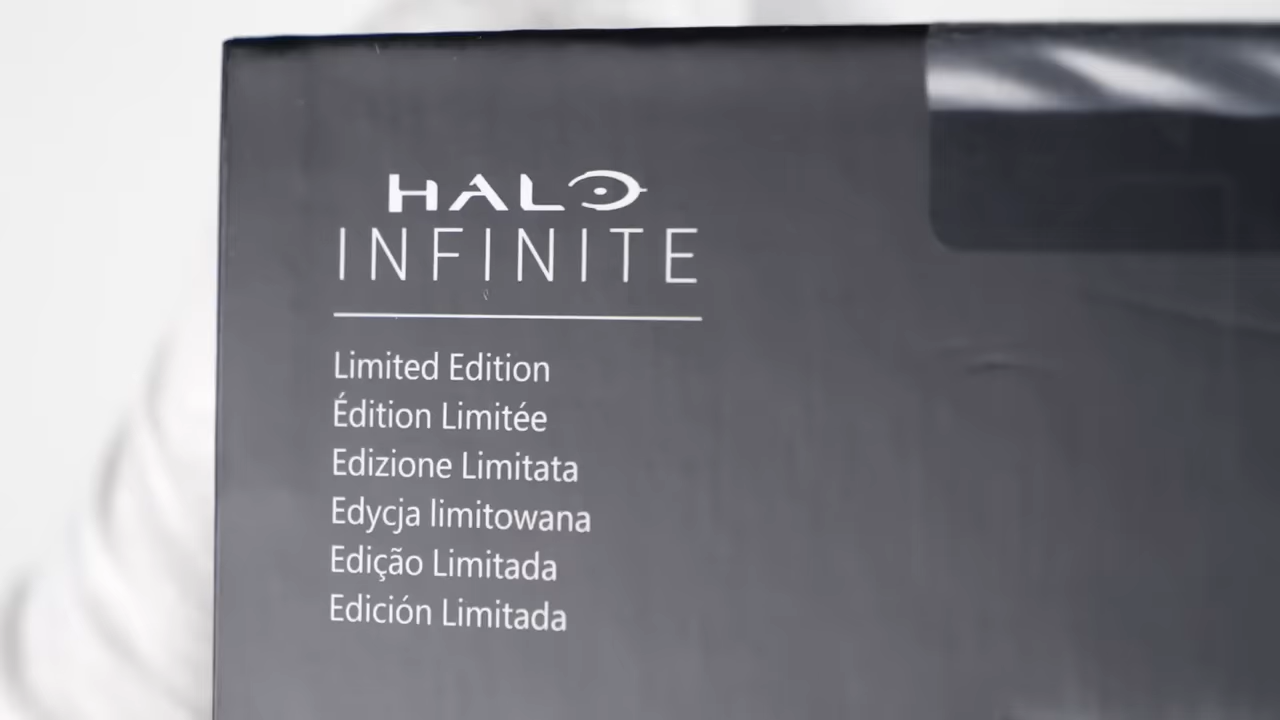 HALO
INFINITE
Limited Edition
Édition Limitée
Edizione Limitata
Edycja limitowana
Edição Limitada
Edición Limitada